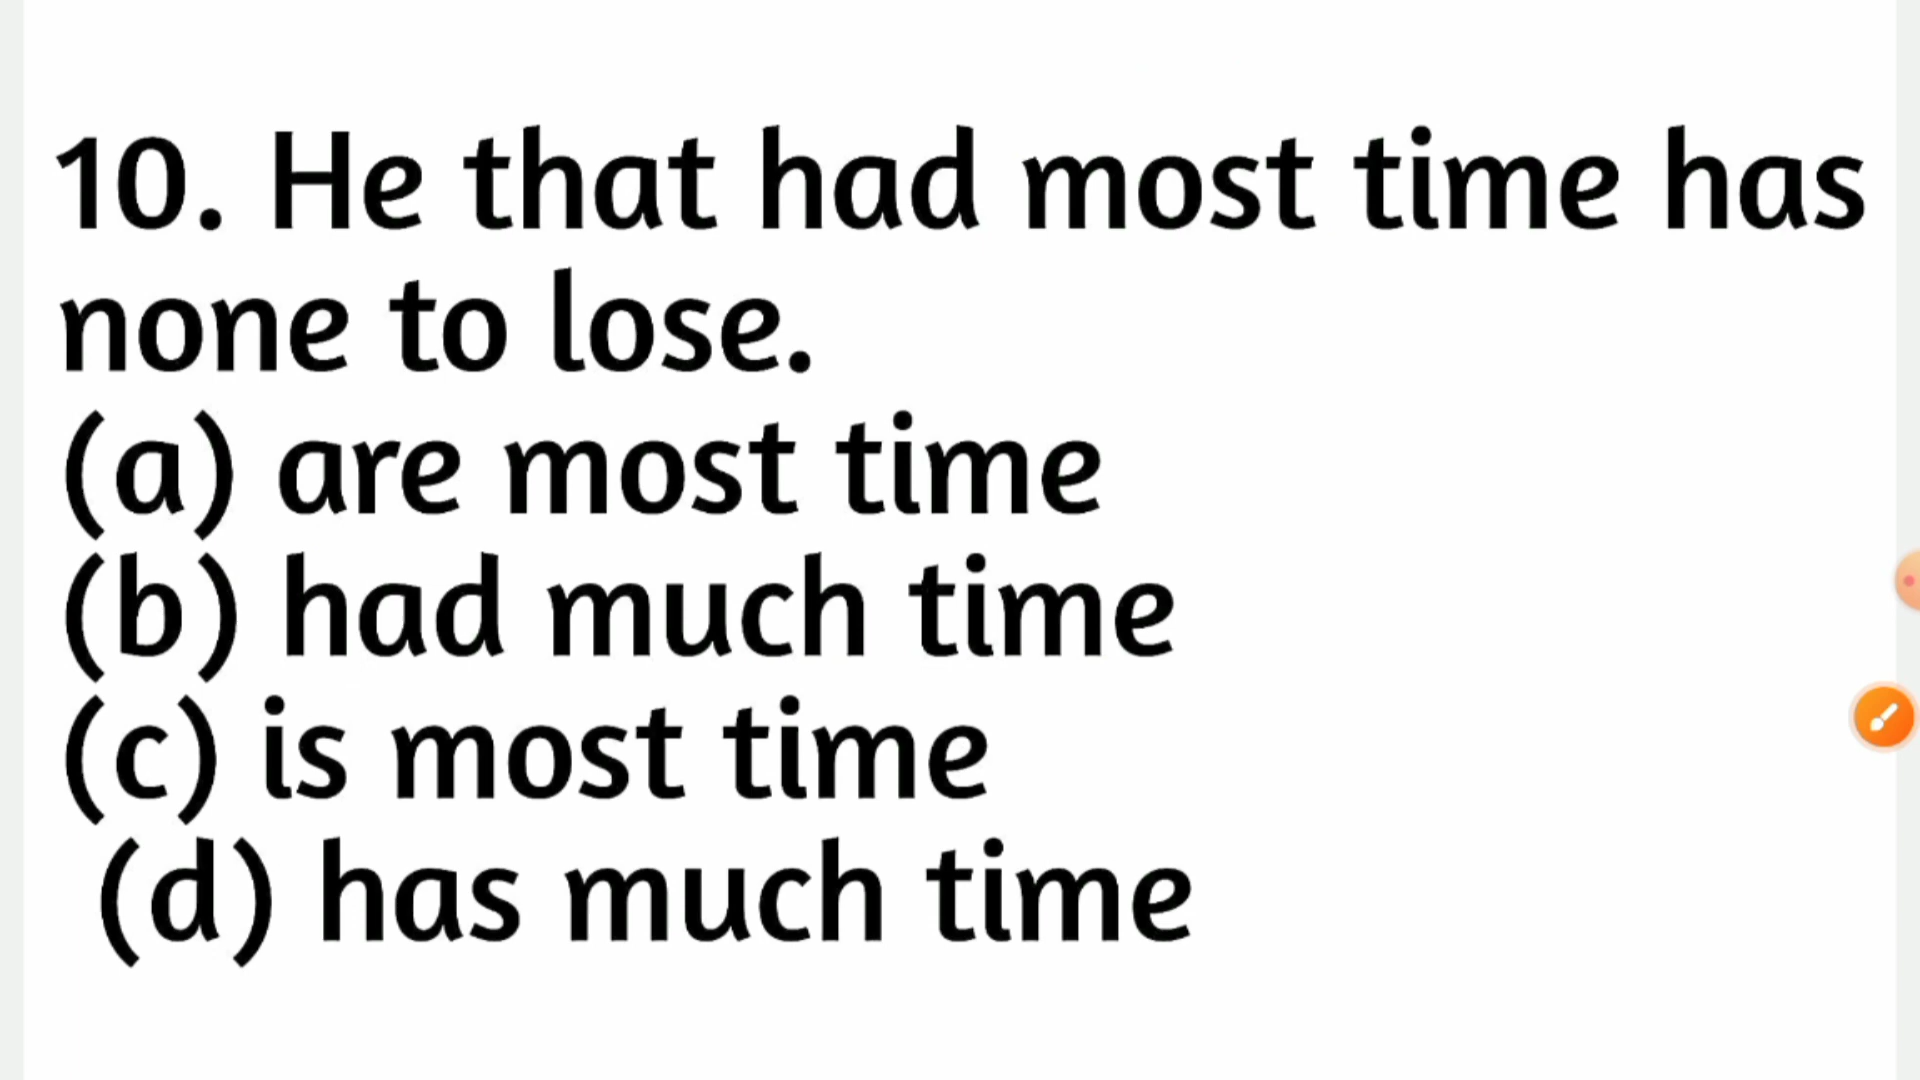 10. He that had most time has
none to lose.
(a) are most time
(b) had much time
(c) is most time
(d) has much time